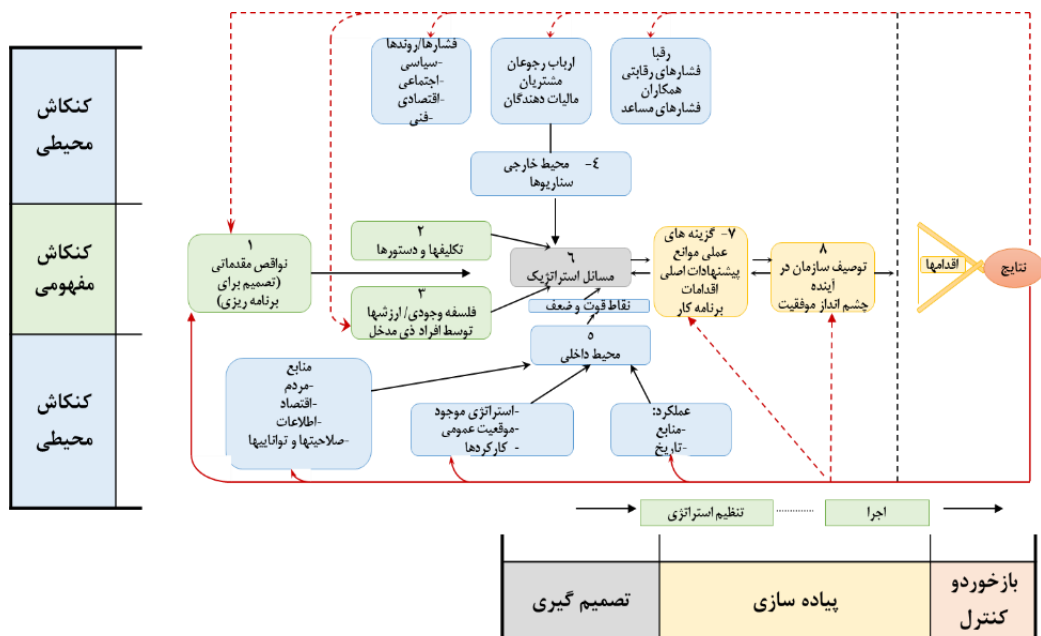 کنکاش
محیطی
کنکاش
مفهومی
کنکاش
محیطی
فشارها/روندها
-سیاسی
-اجتماعی
-اقتصادی
-فنی
ارباب رجوعان
مشتریان
مالیات دهندگان
رقبا
فشارهای رقابتی
همکاران
فشارهای مساعد
٤- محیط خارجی
سناریوها
۱
نواقص مقدماتی
(تصمیم برای
برنامه ریزی)
۲
تکلیفها و دستورها
۳
فلسفه وجودی/ ارزشها
توسط افراد ذی مدخل
٦
مسائل استراتژیک
نقاط قوت و ضعف
٥
محیط داخلی
۷- گزینه های
عملی موانع
پیشنهادات اصلی
اقدامات
برنامه کار
۸
توصیف سازمان در
آینده
چشم انداز موفقیت
اقدامها
نتایج
منابع
-مردم
-اقتصاد
-اطلاعات
-صلاحیتها و تواناییها
-استراتژی موجود
-موقعیت عمومی
- کارکردها
عملکرد:
-منابع
-تاریخ
تنظیم استراتژی
اجرا
تصمیم گیری
پیاده سازی
بازخوردو
کنترل